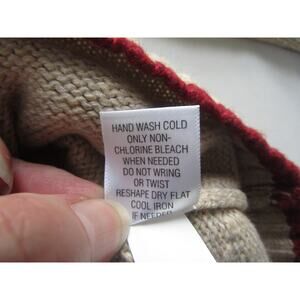 HAND WASH COLD
ONLY NON-
CHLORINE BLEACH
WHEN NEEDED
DO NOT WRING
OR TWIST
RESHAPE DRY FLAT
COOL IRON
IF NEEDED